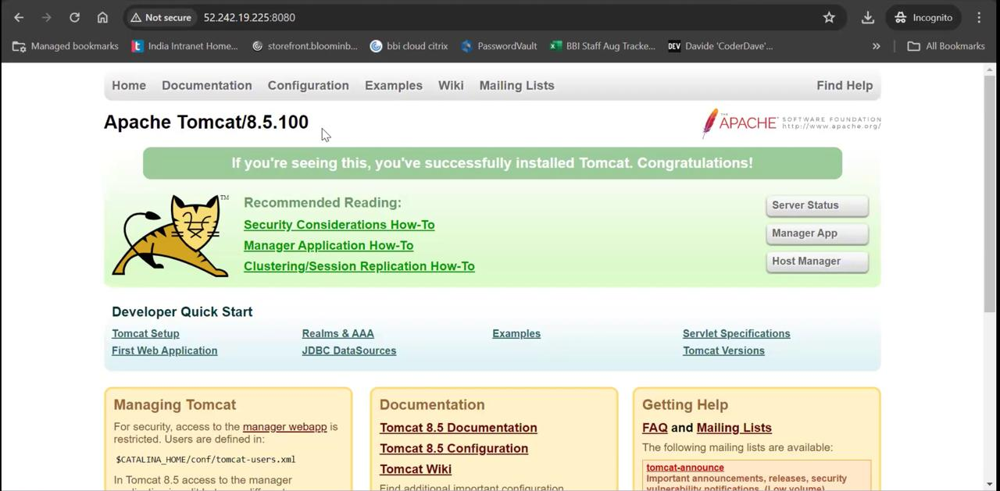 Not secure 52.242.19.225:8080 Incognito
Managed bookmarks India Intranet Home... storefront.bloominb... bbi cloud citrix PasswordVault BBI Staff Aug Tracke... DEV Davide 'CoderDave'... » All Bookmarks
Home Documentation Configuration Examples Wiki Mailing Lists Find Help
Apache Tomcat/8.5.100
THE APACHE™ SOFTWARE FOUNDATION
http://www.apache.org/
If you're seeing this, you've successfully installed Tomcat. Congratulations!
TM
Recommended Reading:
Security Considerations How-To
Manager Application How-To
Clustering/Session Replication How-To
Server Status
Manager App
Host Manager
Developer Quick Start
Tomcat Setup Realms & AAA Examples Servlet Specifications
First Web Application JDBC DataSources Tomcat Versions
Managing Tomcat
For security, access to the manager webapp is
restricted. Users are defined in:
$CATALINA_HOME/conf/tomcat-users.xml
In Tomcat 8.5 access to the manager
Documentation
Tomcat 8.5 Documentation
Tomcat 8.5 Configuration
Tomcat Wiki
Find additional important configuration
Getting Help
FAQ and Mailing Lists
The following mailing lists are available:
tomcat-announce
Important announcements, releases, security
vulnerability notifications. (Low volume).